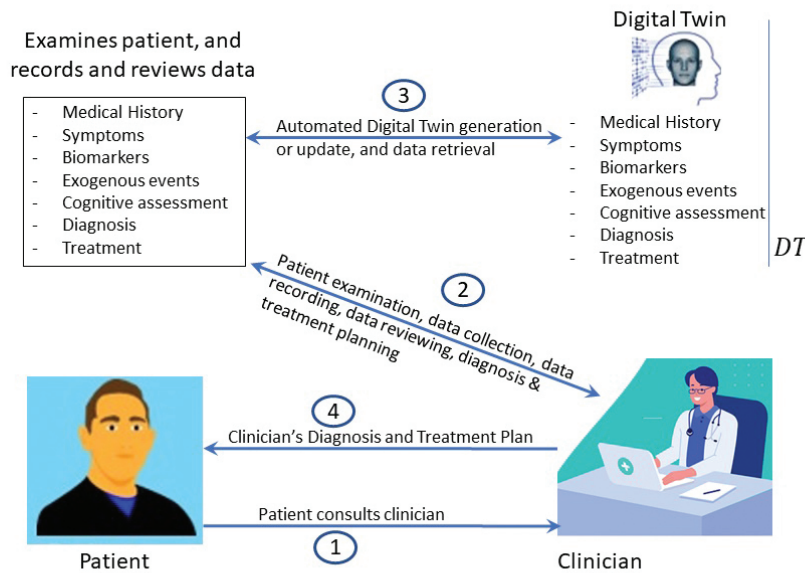 Examines patient, and
records and reviews data
- Medical History
- Symptoms
- Biomarkers
- Exogenous events
- Cognitive assessment
- Diagnosis
- Treatment
3
Automated Digital Twin generation
or update, and data retrieval
Digital Twin
- Medical History
- Symptoms
- Biomarkers
- Exogenous events
- Cognitive assessment
- Diagnosis
- Treatment
DT
2
Patient examination, data collection, data
recording, data reviewing, diagnosis &
treatment planning
4
Clinician's Diagnosis and Treatment Plan
Patient consults clinician
1
Patient
Clinician